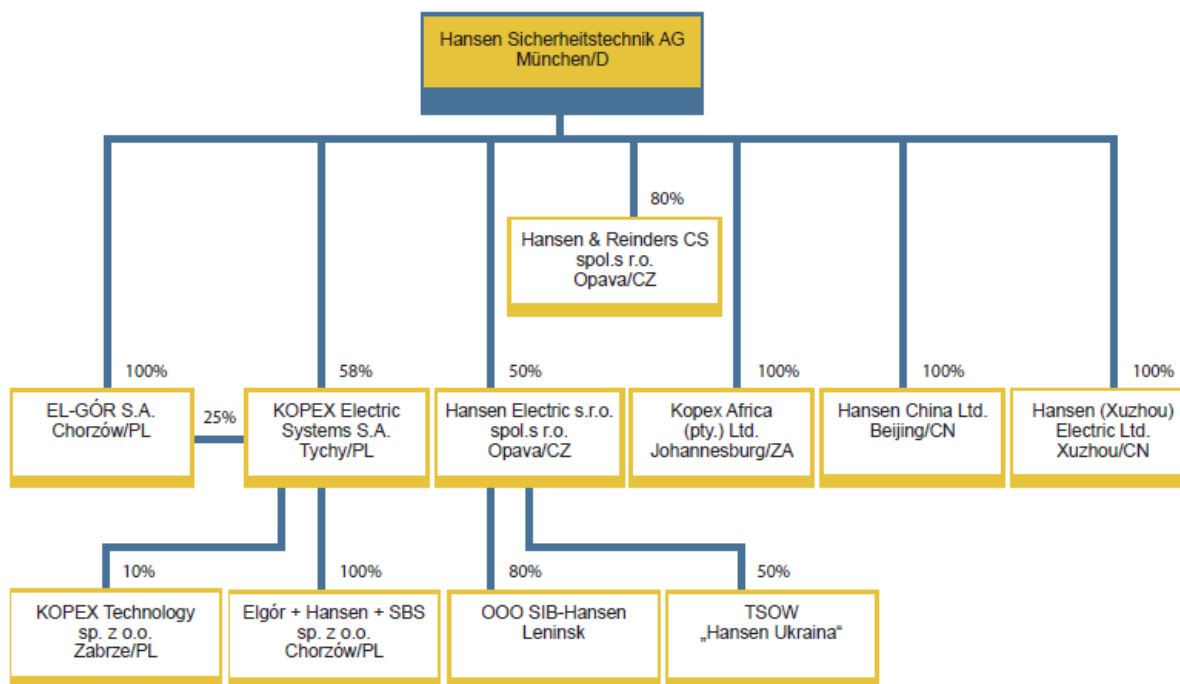 Hansen Sicherheitstechnik AG
München/D
80%
Hansen & Reinders CS
spol.s r.o.
Opava/CZ
100%
EL-GÓR S.A.
Chorzów/PL
25%
58%
KOPEX Electric
Systems S.A.
Tychy/PL
50%
Hansen Electric s.r.o.
spol.s r.o.
Opava/CZ
100%
Kopex Africa
(pty.) Ltd.
Johannesburg/ZA
100%
Hansen China Ltd.
Beijing/CN
100%
Hansen (Xuzhou)
Electric Ltd.
Xuzhou/CN
10%
KOPEX Technology
sp. z o.o.
Zabrze/PL
100%
Elgór + Hansen + SBS
sp. z o.o.
Chorzów/PL
80%
OOO SIB-Hansen
Leninsk
50%
TSOW
„Hansen Ukraina“